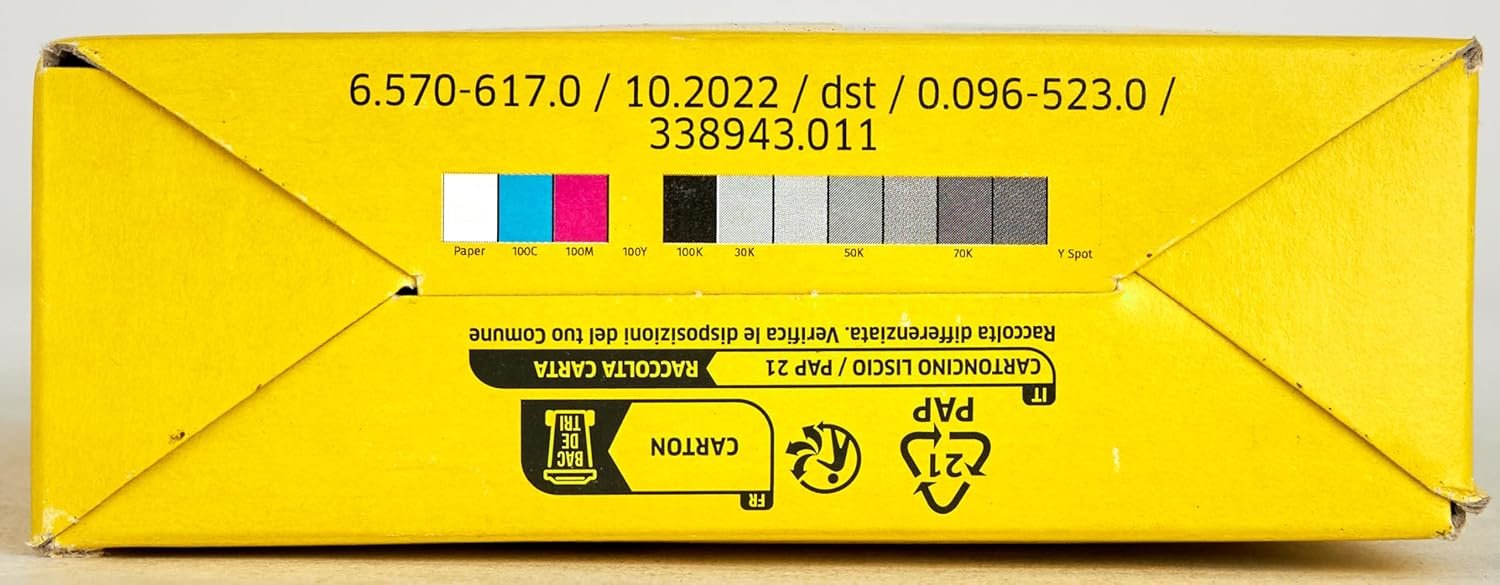 6.570-617.0 / 10.2022 / dst / 0.096-523.0 /
338943.011
Paper 100C 100M 100Y 100K 30K 50K 70K Y Spot
PAP
21
FR
CARTON
BAC
DE
TRI
IT
CARTONCINO LISCIO / PAP 21 RACCOLTA CARTA
Raccolta differenziata. Verifica le disposizioni del tuo Comune